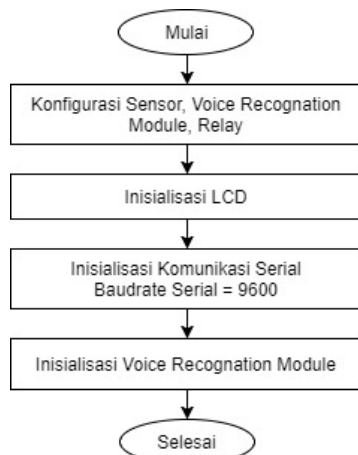 Mulai
Konfigurasi Sensor, Voice Recognation
Module, Relay
Inisialisasi LCD
Inisialisasi Komunikasi Serial
Baudrate Serial = 9600
Inisialisasi Voice Recognation Module
Selesai